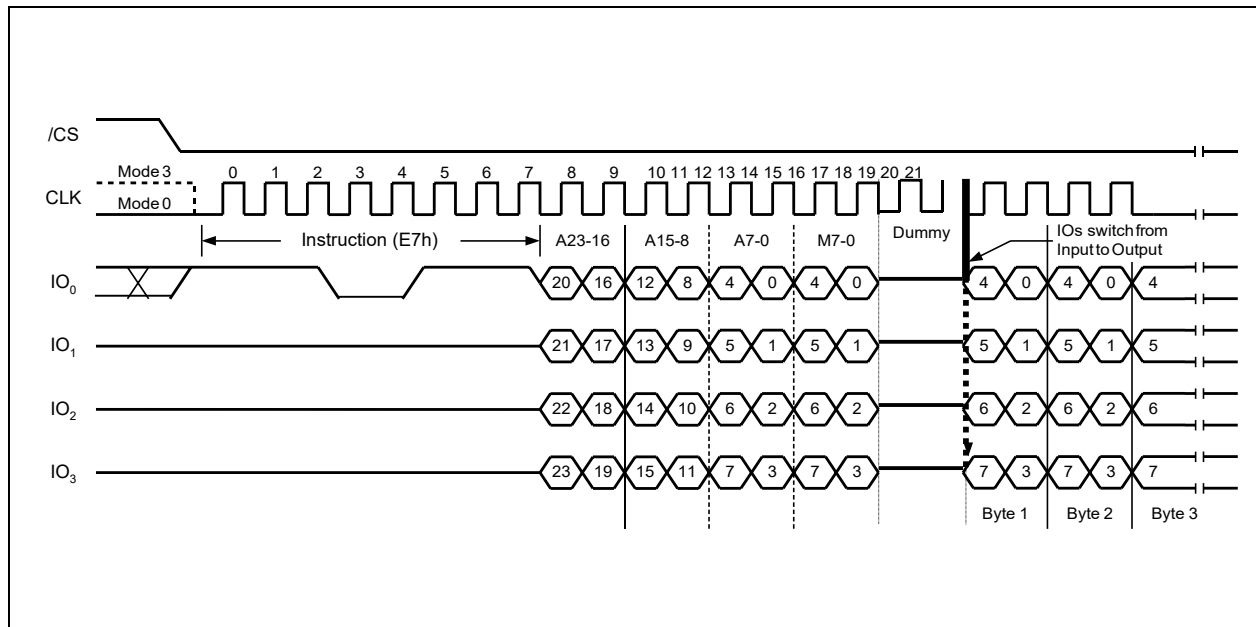 /CS
Mode 3 0 1 2 3 4 5 6 7 8 9 10 11 12 13 14 15 16 17 18 19 20 21
CLK
Mode 0
Instruction (E7h) A23-16 A15-8 A7-0 M7-0 Dummy IOs switch from
Input to Output
IO0 20 16 12 8 4 0 4 0 4 0 4 0 4
IO1 21 17 13 9 5 1 5 1 5 1 5 1 5
IO2 22 18 14 10 6 2 6 2 6 2 6 2 6
IO3 23 19 15 11 7 3 7 3 7 3 7 3 7
Byte 1 Byte 2 Byte 3